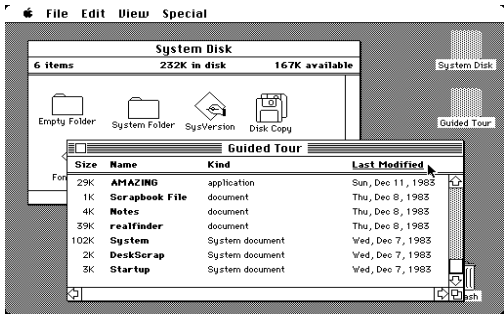 File Edit View Special
System Disk
6 items 232K in disk 167K available
System Disk
Empty Folder System Folder SysVersion Disk Copy
Guided Tour
Guided Tour
Size Name Kind Last Modified
Fon
29K AMAZING application Sun, Dec 11, 1983
1K Scrapbook File document Thu, Dec 8, 1983
4K Notes document Thu, Dec 8, 1983
39K realfinder document Thu, Dec 8, 1983
102K System System document Wed, Dec 7, 1983
2K DeskScrap System document Wed, Dec 7, 1983
3K Startup System document Wed, Dec 7, 1983
ash